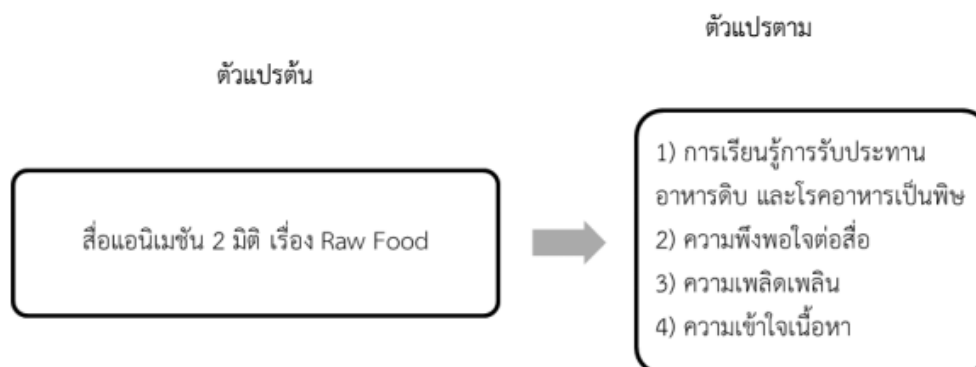 ตัวแปรตาม
ตัวแปรต้น
สื่อแอนิเมชัน 2 มิติ เรื่อง Raw Food
1) การเรียนรู้การรับประทาน
อาหารดิบ และโรคอาหารเป็นพิษ
2) ความพึงพอใจต่อสื่อ
3) ความเพลิดเพลิน
4) ความเข้าใจเนื้อหา